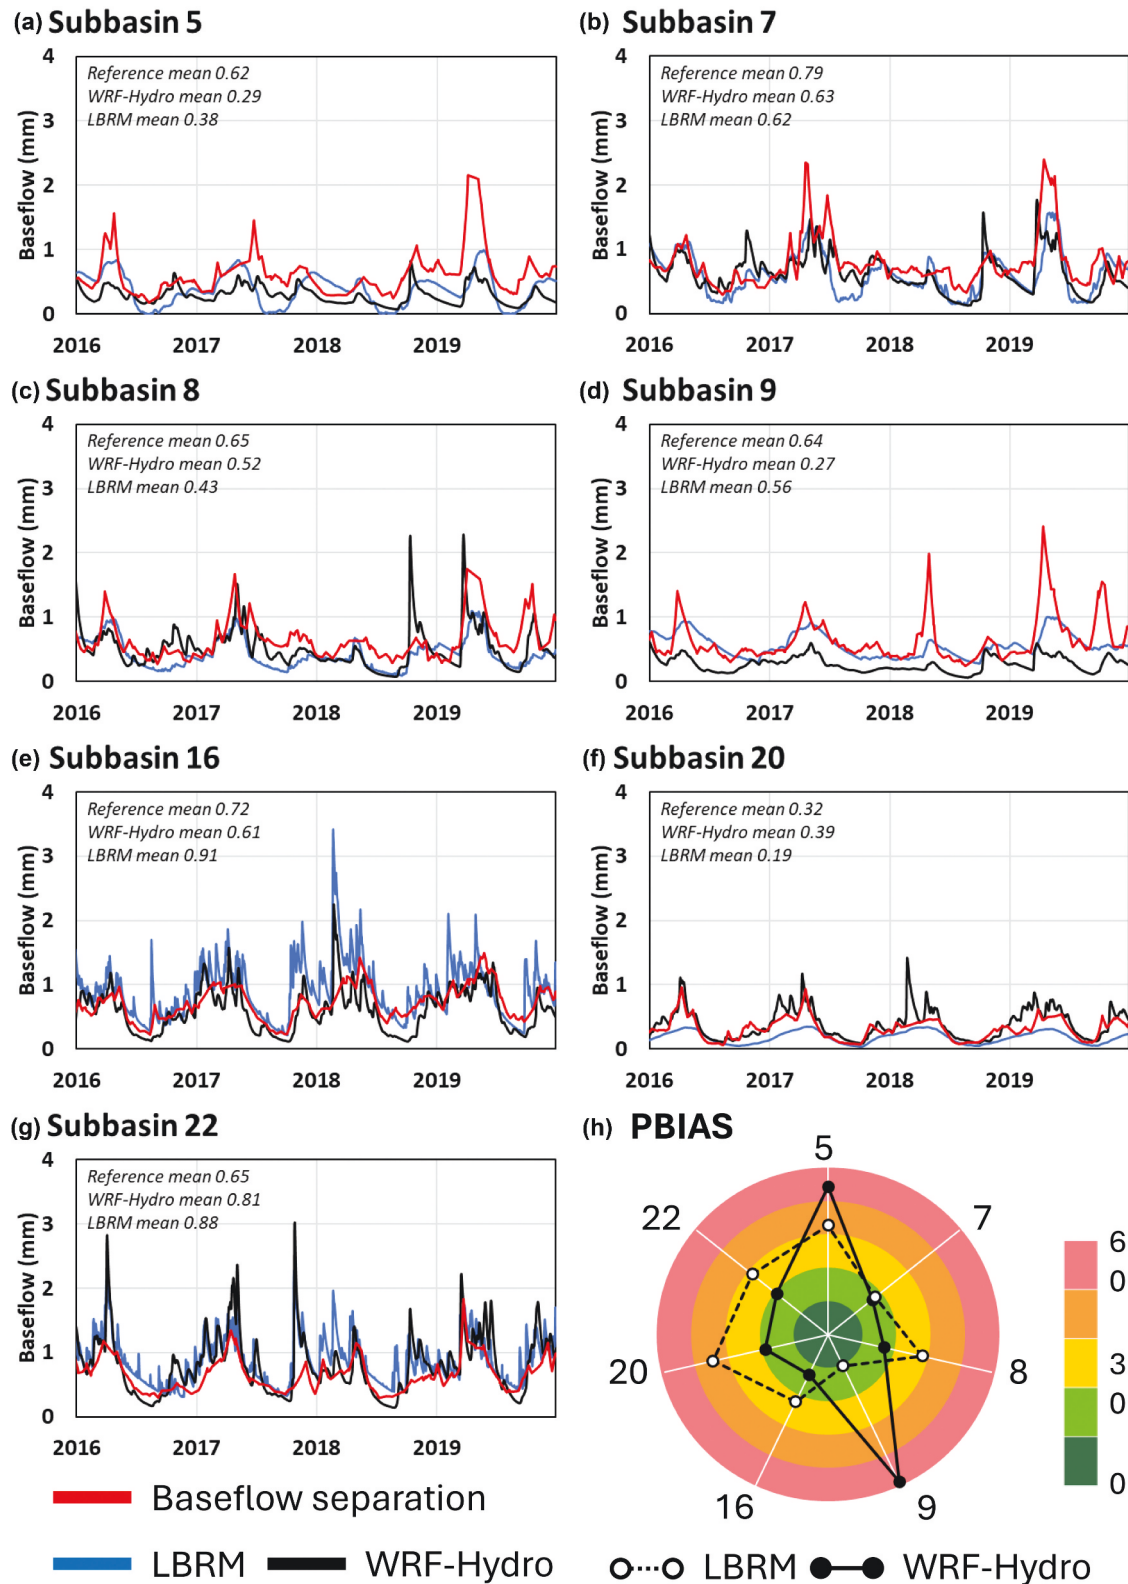 (a) Subbasin 5
Baseflow (mm)
4
3
2
1
0
Reference mean 0.62
WRF-Hydro mean 0.29
LBRM mean 0.38
2016 2017 2018 2019
(b) Subbasin 7
Baseflow (mm)
4
3
2
1
0
Reference mean 0.79
WRF-Hydro mean 0.63
LBRM mean 0.62
2016 2017 2018 2019
(c) Subbasin 8
Baseflow (mm)
4
3
2
1
0
Reference mean 0.65
WRF-Hydro mean 0.52
LBRM mean 0.43
2016 2017 2018 2019
(d) Subbasin 9
Baseflow (mm)
4
3
2
1
0
Reference mean 0.64
WRF-Hydro mean 0.27
LBRM mean 0.56
2016 2017 2018 2019
(e) Subbasin 16
Baseflow (mm)
4
3
2
1
0
Reference mean 0.72
WRF-Hydro mean 0.61
LBRM mean 0.91
2016 2017 2018 2019
(f) Subbasin 20
Baseflow (mm)
4
3
2
1
0
Reference mean 0.32
WRF-Hydro mean 0.39
LBRM mean 0.19
2016 2017 2018 2019
(g) Subbasin 22
Baseflow (mm)
4
3
2
1
0
Reference mean 0.65
WRF-Hydro mean 0.81
LBRM mean 0.88
2016 2017 2018 2019
(h) PBIAS
5
7
8
9
16
20
22
6
0
3
0
0
Baseflow separation
LBRM WRF-Hydro
LBRM WRF-Hydro